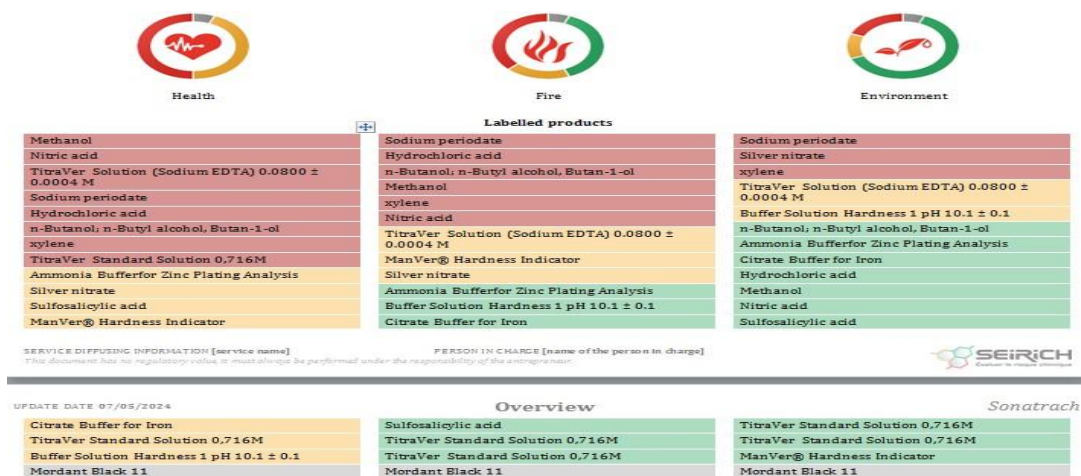 Health
Fire
Environment
Labelled products
Methanol
Nitric acid
TitraVer Solution (Sodium EDTA) 0.0800 ±
0.0004 M
Sodium periodate
Hydrochloric acid
n-Butanol; n-Butyl alcohol, Butan-1-ol
xylene
TitraVer Standard Solution 0,716M
Ammonia Bufferfor Zinc Plating Analysis
Silver nitrate
Sulfosalicylic acid
ManVer® Hardness Indicator
Sodium periodate
Hydrochloric acid
n-Butanol; n-Butyl alcohol, Butan-1-ol
Methanol
xylene
Nitric acid
TitraVer Solution (Sodium EDTA) 0.0800 ±
0.0004 M
ManVer® Hardness Indicator
Silver nitrate
Ammonia Bufferfor Zinc Plating Analysis
Buffer Solution Hardness 1 pH 10.1 ± 0.1
Citrate Buffer for Iron
Sodium periodate
Silver nitrate
xylene
TitraVer Solution (Sodium EDTA) 0.0800 ±
0.0004 M
Buffer Solution Hardness 1 pH 10.1 ± 0.1
n-Butanol; n-Butyl alcohol, Butan-1-ol
Ammonia Bufferfor Zinc Plating Analysis
Citrate Buffer for Iron
Hydrochloric acid
Methanol
Nitric acid
Sulfosalicylic acid
SERVICE DIFFUSING INFORMATION [service name]
PERSON IN CHARGE [name of the person in charge]
This document has no regulatory value, it must always be performed under the responsibility of the entrepreneur.
SEIRICH
Évaluer le risque chimique
UPDATE DATE 07/05/2024
Overview
Sonatrach
Citrate Buffer for Iron
TitraVer Standard Solution 0,716M
Buffer Solution Hardness 1 pH 10.1 ± 0.1
Mordant Black 11
Sulfosalicylic acid
TitraVer Standard Solution 0,716M
TitraVer Standard Solution 0,716M
Mordant Black 11
TitraVer Standard Solution 0,716M
TitraVer Standard Solution 0,716M
ManVer® Hardness Indicator
Mordant Black 11